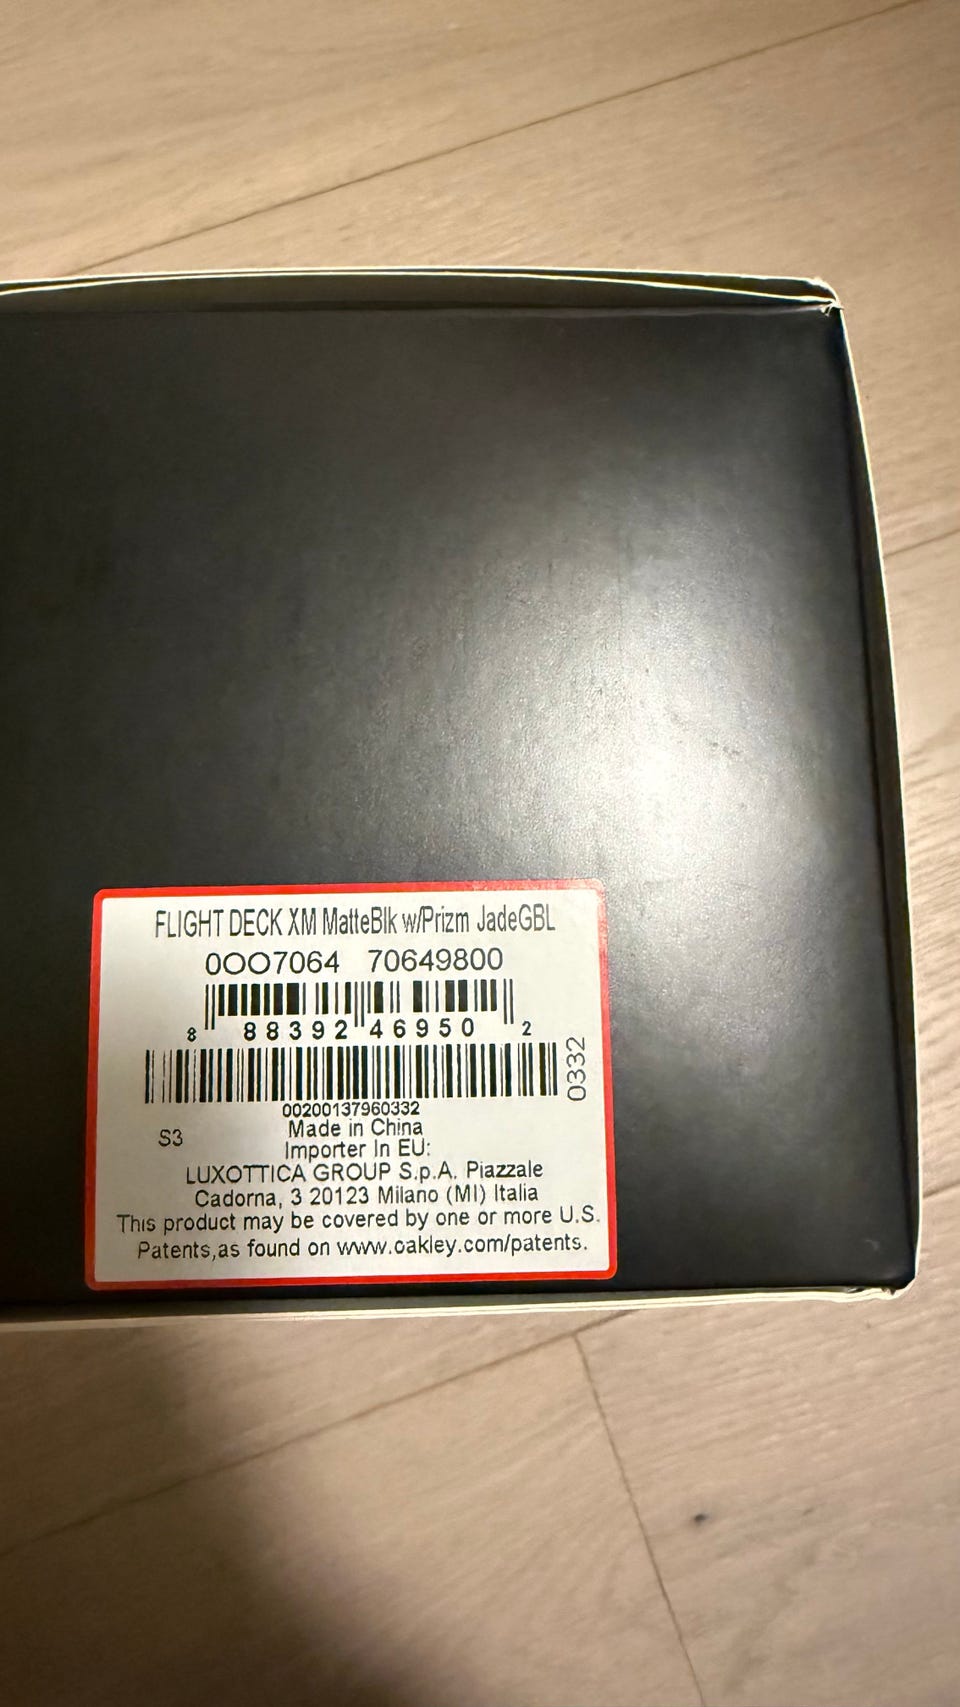 FLIGHT DECK XM MatteBlk w/Prizm JadeGBL
0OO7064 70649800
8 88392 46950 2
0332
00200137960332
Made in China
S3
Importer In EU:
LUXOTTICA GROUP S.p.A. Piazzale
Cadorna, 3 20123 Milano (MI) Italia
This product may be covered by one or more U.S.
Patents,as found on www.oakley.com/patents.